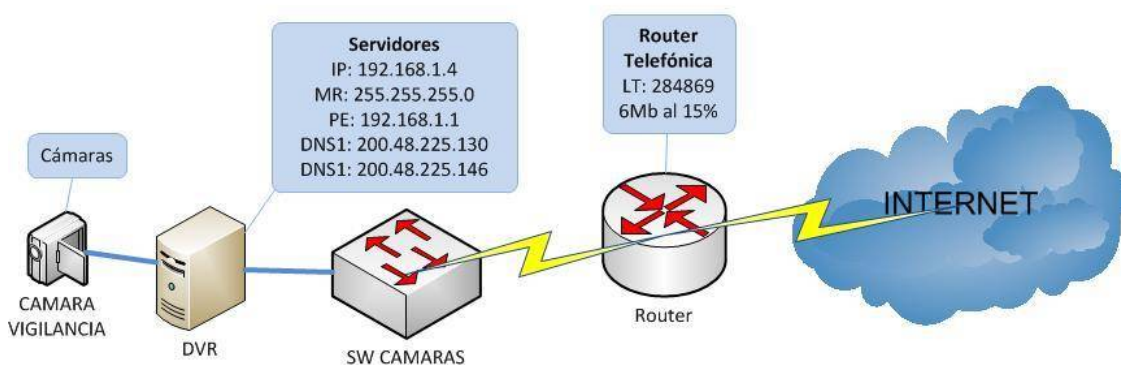 Servidores
IP: 192.168.1.4
MR: 255.255.255.0
PE: 192.168.1.1
DNS1: 200.48.225.130
DNS1: 200.48.225.146
Router
Telefónica
LT: 284869
6Mb al 15%
Cámaras
CAMARA
VIGILANCIA
DVR
SW CAMARAS
Router
INTERNET